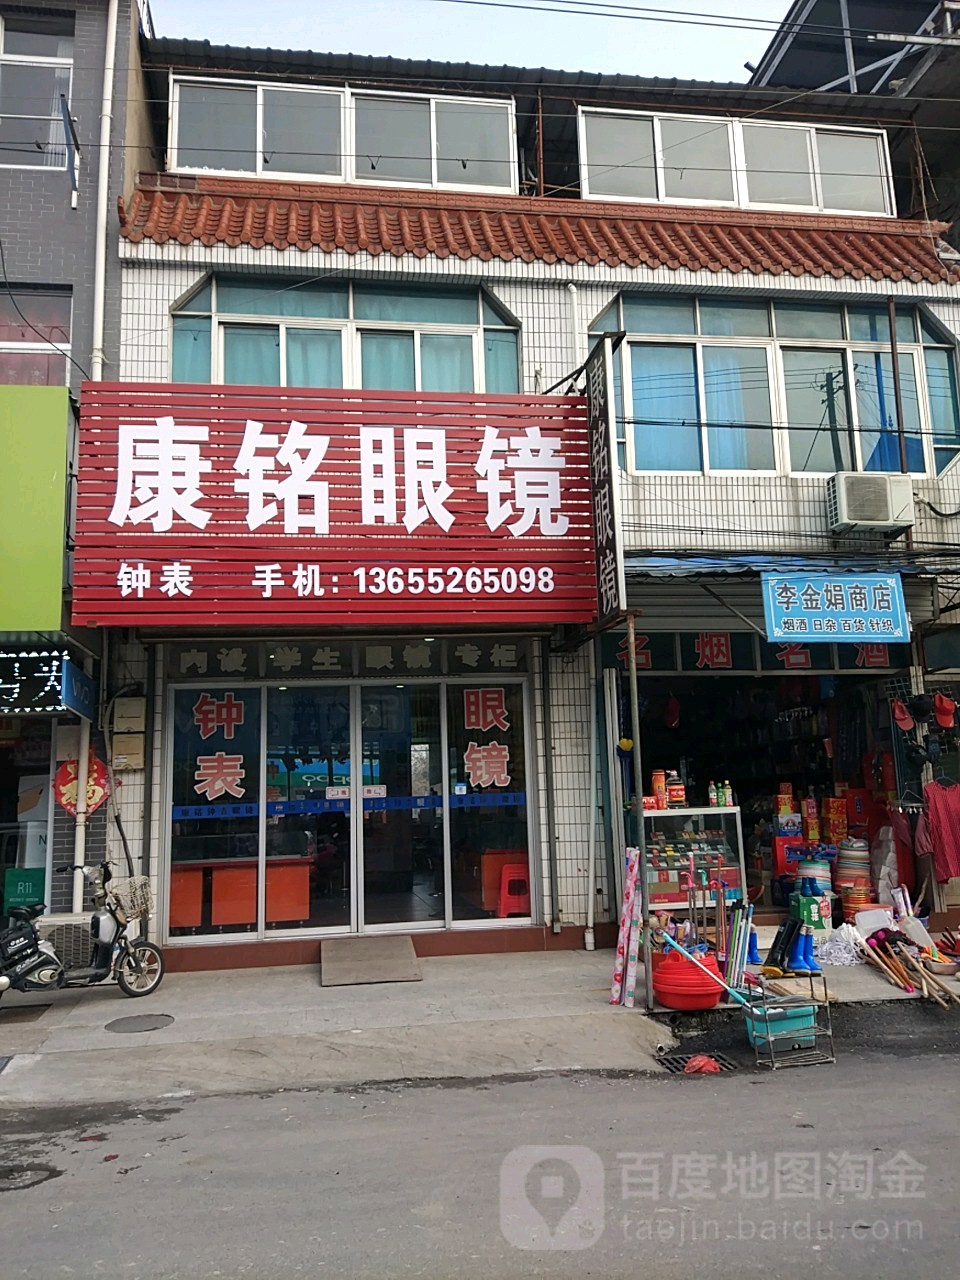 康铭眼镜
钟表 手机：13655265098
康铭眼镜
李金娟商店
烟酒 日杂 百货 针织
名烟名酒
内设 学生 眼镜 专柜
钟表
眼镜
oppo
R11
百度地图淘金
taojin.baidu.com